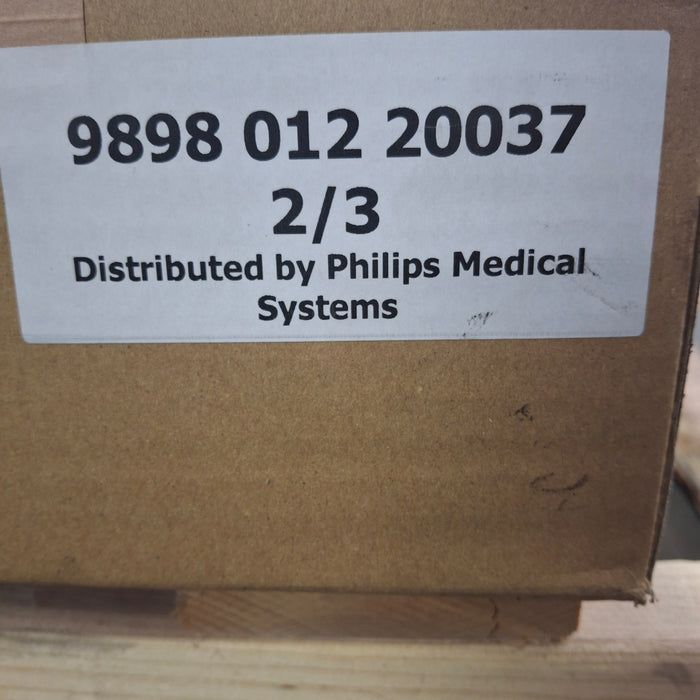 9898 012 20037
2/3
Distributed by Philips Medical
Systems